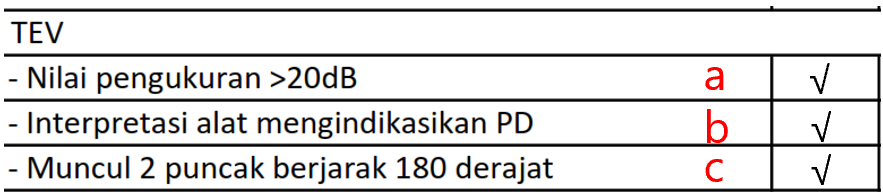 TEV
- Nilai pengukuran >20dB a √
- Interpretasi alat mengindikasikan PD b √
- Muncul 2 puncak berjarak 180 derajat c √